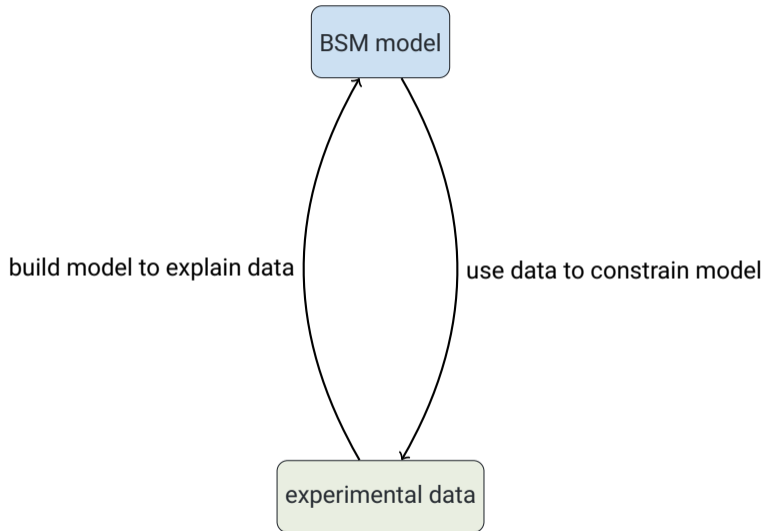 BSM model
build model to explain data
use data to constrain model
experimental data